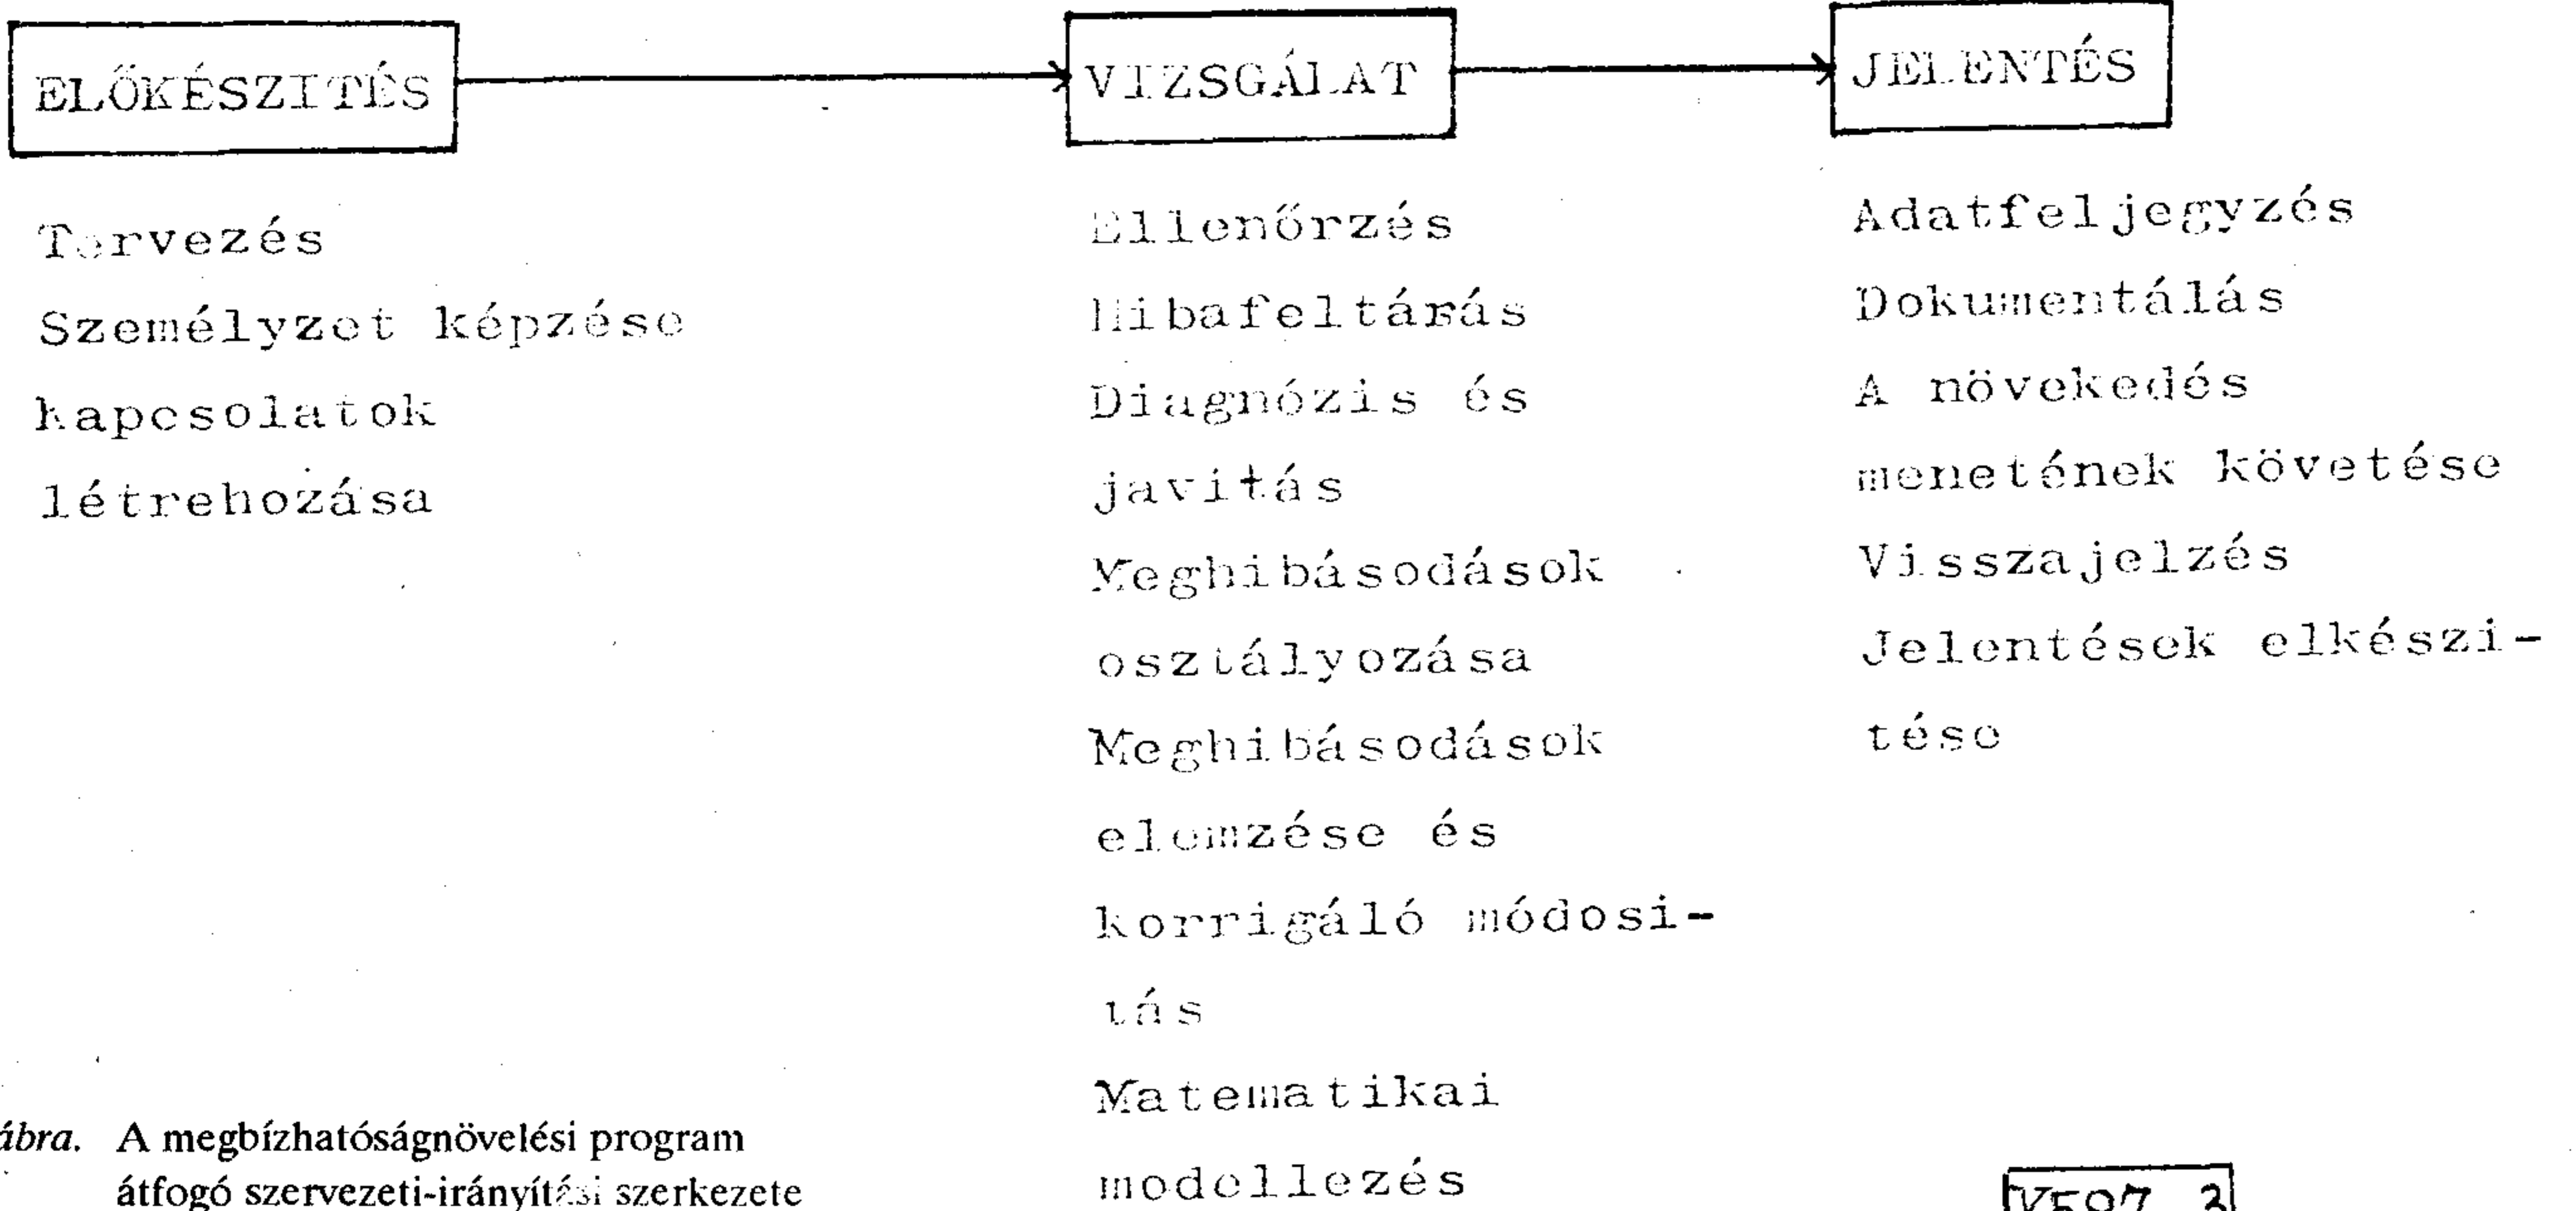 ELŐKÉSZITÉS
Tervezés
Személyzet képzése
Kapcsolatok
létrehozása
VIZSGÁLAT
Ellenőrzés
Hibafeltárás
Diagnózis és
javitás
Meghibásodások
osztályozása
Meghibásodások
elemzése és
korrigáló módosi-
tás
Matematikai
modellezés
JELENTÉS
Adatfeljegyzés
Dokumentálás
A növekedés
menetének követése
Visszajelzés
Jelentések elkészi-
tése
ábra. A megbízhatóságnövelési program
átfogó szervezeti-irányítási szerkezete